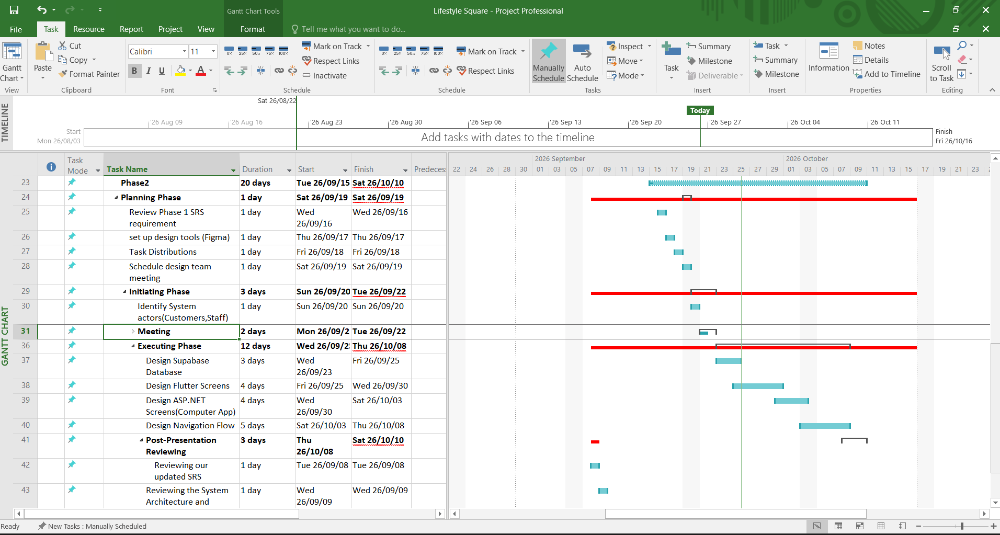 Gantt Chart Tools
Lifestyle Square - Project Professional
File Task Resource Report Project View Format Tell me what you want to do...
Gantt Chart
View
Paste
Cut
Copy
Format Painter
Clipboard
Calibri 11
B I U A
Font
0% 25% 50% 75% 100%
Mark on Track
Respect Links
Inactivate
Schedule
0% 25% 50% 75% 100%
Mark on Track
Respect Links
Schedule
Manually Schedule
Auto Schedule
Inspect
Move
Mode
Tasks
Task
Summary
Milestone
Deliverable
Insert
Task
Summary
Milestone
Insert
Information
Notes
Details
Add to Timeline
Properties
Scroll to Task
Editing
TIMELINE
Sat 26/08/22
Today
'26 Aug 09 '26 Aug 16 '26 Aug 23 '26 Aug 30 '26 Sep 06 '26 Sep 13 '26 Sep 20 '26 Sep 27 '26 Oct 04 '26 Oct 11
Start
Mon 26/08/03
Add tasks with dates to the timeline
Finish
Fri 26/10/16
GANTT CHART
Task Mode Task Name Duration Start Finish Predecess
2026 September 2026 October
22 24 26 28 30 01 03 05 07 09 11 13 15 17 19 21 23 25 27 29 01 03 05 07 09 11 13 15 17 19 21 23
23 Phase2 20 days Tue 26/09/15 Sat 26/10/10
24 Planning Phase 1 day Sat 26/09/19 Sat 26/09/19
25 Review Phase 1 SRS requirement 1 day Wed 26/09/16 Wed 26/09/16
26 set up design tools (Figma) 1 day Thu 26/09/17 Thu 26/09/17
27 Task Distributions 1 day Fri 26/09/18 Fri 26/09/18
28 Schedule design team meeting 1 day Sat 26/09/19 Sat 26/09/19
29 Initiating Phase 3 days Sun 26/09/20 Tue 26/09/22
30 Identify System actors(Customers,Staff) 1 day Sun 26/09/20 Sun 26/09/20
31 Meeting 2 days Mon 26/09/2 Tue 26/09/22
36 Executing Phase 12 days Wed 26/09/2 Thu 26/10/08
37 Design Supabase Database 3 days Wed 26/09/23 Fri 26/09/25
38 Design Flutter Screens 4 days Fri 26/09/25 Wed 26/09/30
39 Design ASP.NET Screens(Computer App) 4 days Wed 26/09/30 Sat 26/10/03
40 Design Navigation Flow 5 days Sat 26/10/03 Thu 26/10/08
41 Post-Presentation Reviewing 3 days Thu 26/10/08 Sat 26/10/10
42 Reviewing our updated SRS 1 day Tue 26/09/08 Tue 26/09/08
43 Reviewing the System Architecture and 1 day Wed 26/09/09 Wed 26/09/09
Ready New Tasks : Manually Scheduled